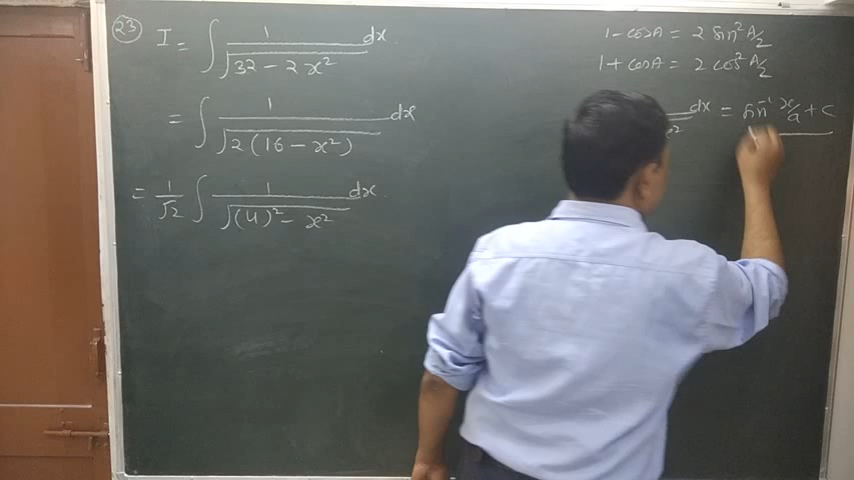 23 I = ∫ 1/√(32 - 2x²) dx
= ∫ 1/√(2(16 - x²)) dx
= 1/√2 ∫ 1/√((4)² - x²) dx
1 - cosA = 2 sin² A/2
1 + cosA = 2 cos² A/2
x² dx = sin⁻¹ x/a + c